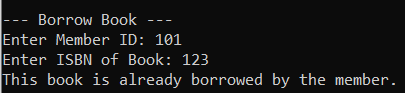 --- Borrow Book ---
Enter Member ID: 101
Enter ISBN of Book: 123
This book is already borrowed by the member.